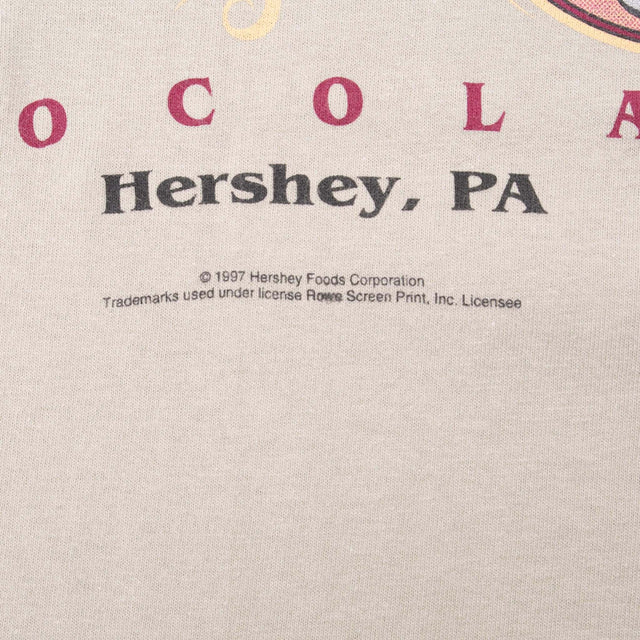 O C O L A
Hershey, PA
© 1997 Hershey Foods Corporation
Trademarks used under license Rowe Screen Print, Inc. Licensee